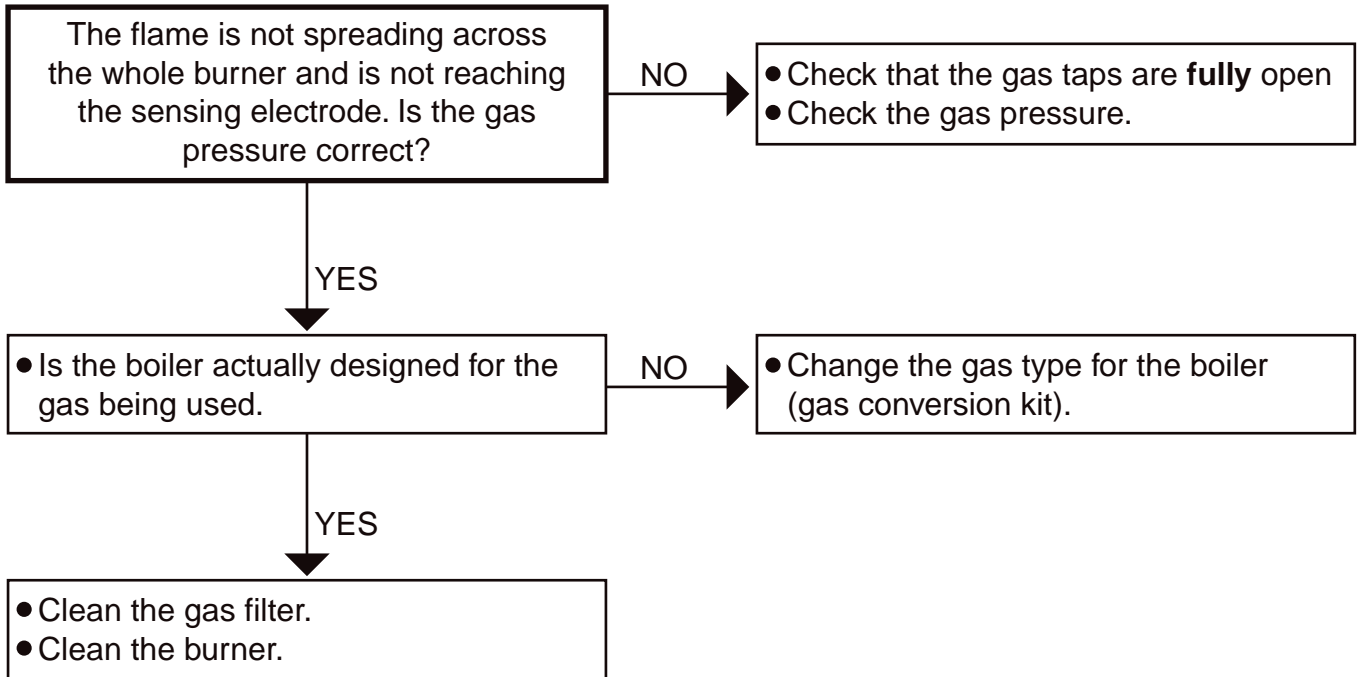 The flame is not spreading across
the whole burner and is not reaching
the sensing electrode. Is the gas
pressure correct?
NO
● Check that the gas taps are fully open
● Check the gas pressure.
YES
● Is the boiler actually designed for the
gas being used.
NO
● Change the gas type for the boiler
(gas conversion kit).
YES
● Clean the gas filter.
● Clean the burner.